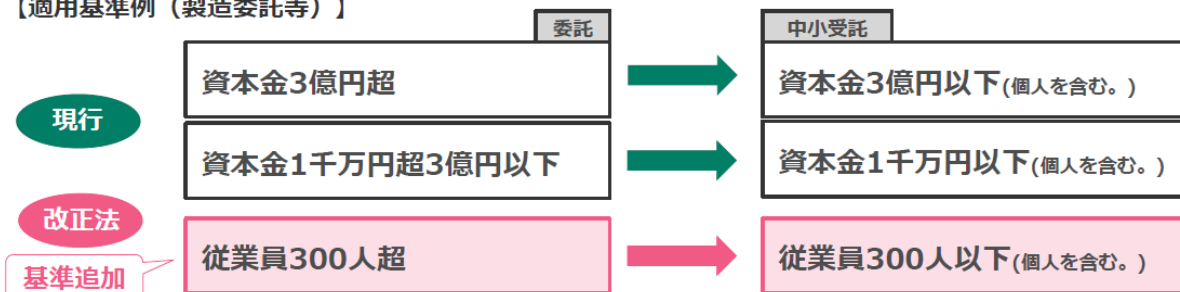 【適用基準例（製造委託等）】
委託
中小受託
現行
資本金3億円超
資本金3億円以下(個人を含む。)
資本金1千万円超3億円以下
資本金1千万円以下(個人を含む。)
改正法
基準追加
従業員300人超
従業員300人以下(個人を含む。)